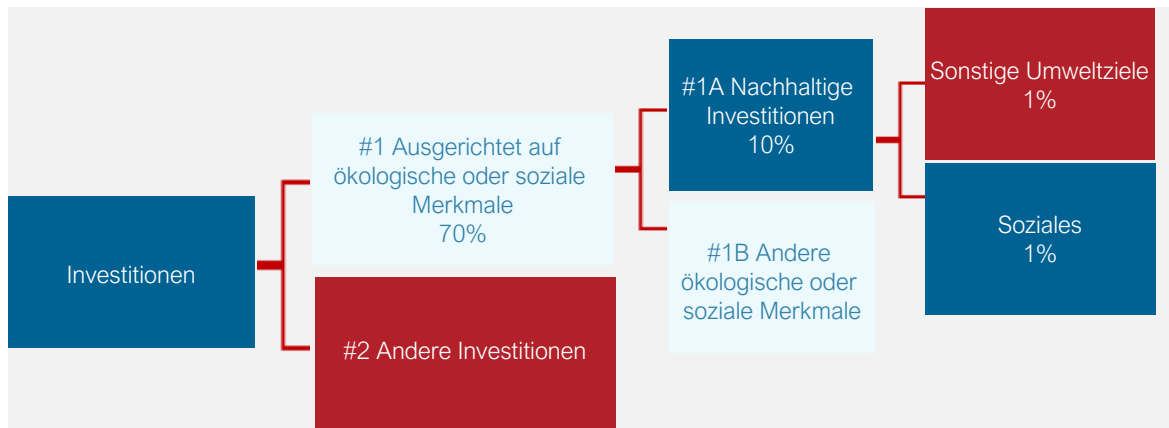 Investitionen
#1 Ausgerichtet auf
ökologische oder soziale
Merkmale
70%
#2 Andere Investitionen
#1A Nachhaltige
Investitionen
10%
#1B Andere
ökologische oder
soziale Merkmale
Sonstige Umweltziele
1%
Soziales
1%